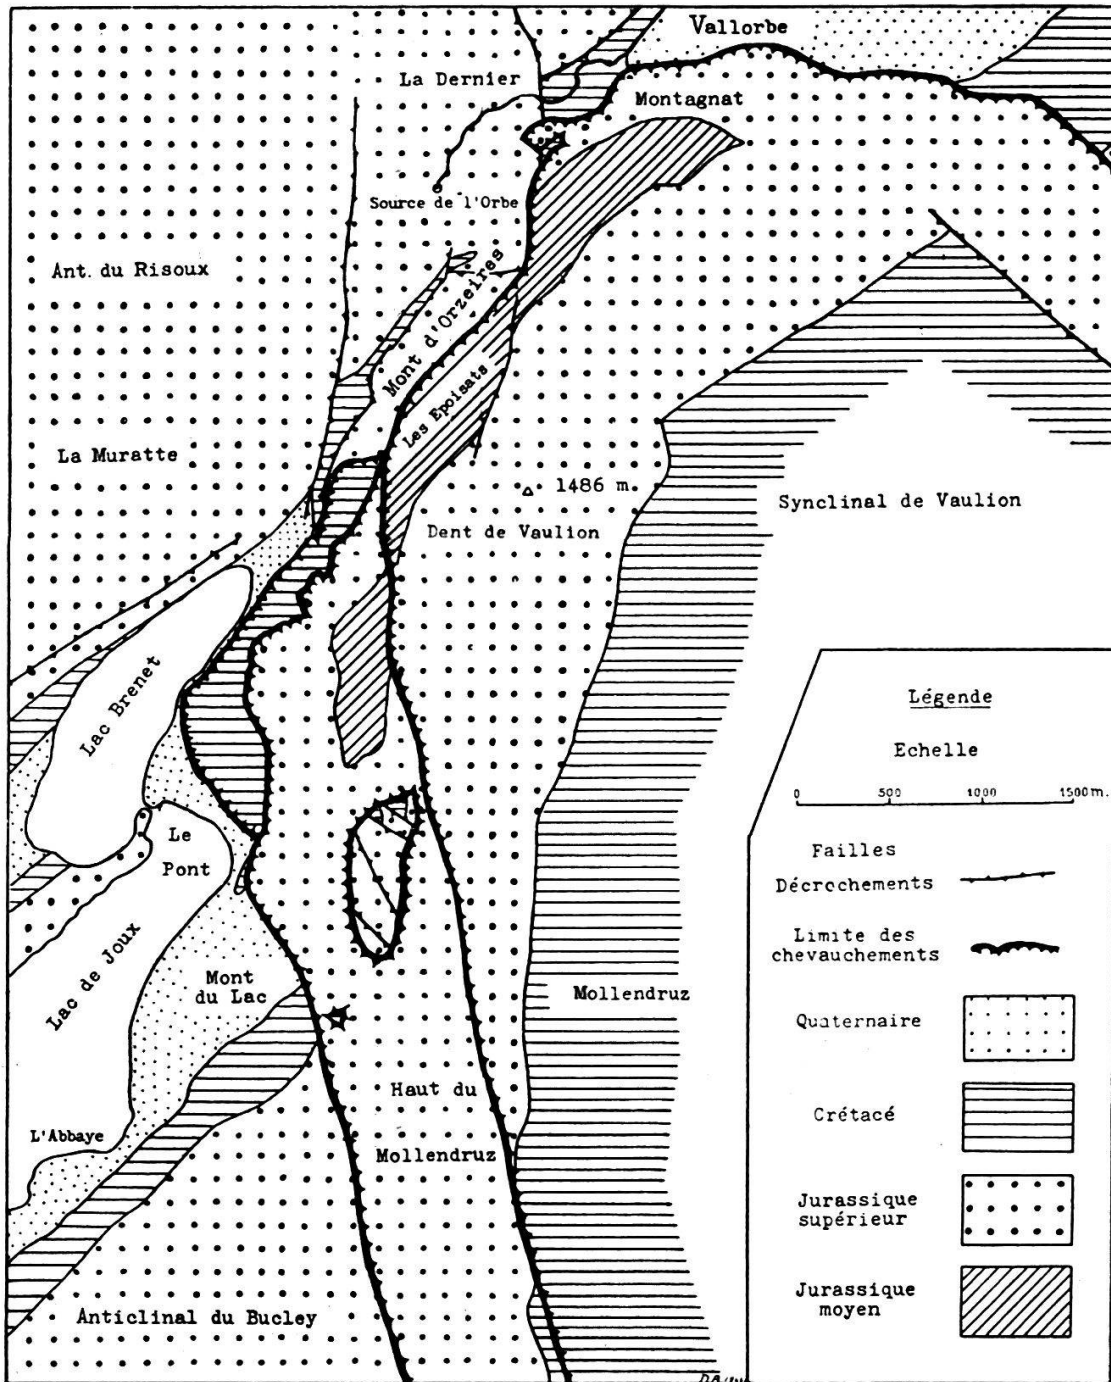 Vallorbe
La Dernier
Montagnat
Source de l'Orbe
Ant. du Risoux
Mont d'Orzeires
Les Epoisats
La Muratte
1486 m.
Synclinal de Vaulion
Dent de Vaulion
Lac Brenet
Le
Pont
Lac de Joux
Mont
du Lac
Mollendruz
Haut du
Mollendruz
L'Abbaye
Anticlinal du Bucley
Légende
Echelle
0 500 1000 1500 m.
Failles
Décrochements
Limite des
chevauchements
Quaternaire
Crétacé
Jurassique
supérieur
Jurassique
moyen